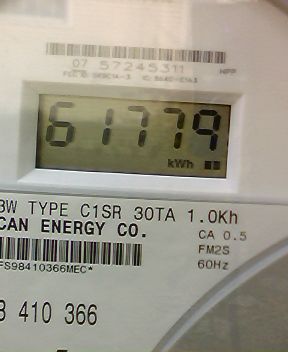 07 57245311
61779
kWh
3W TYPE C1SR 30TA 1.0Kh
CAN ENERGY CO.
CA 0.5
FM2S
60Hz
FS98410366MEC*
410 366